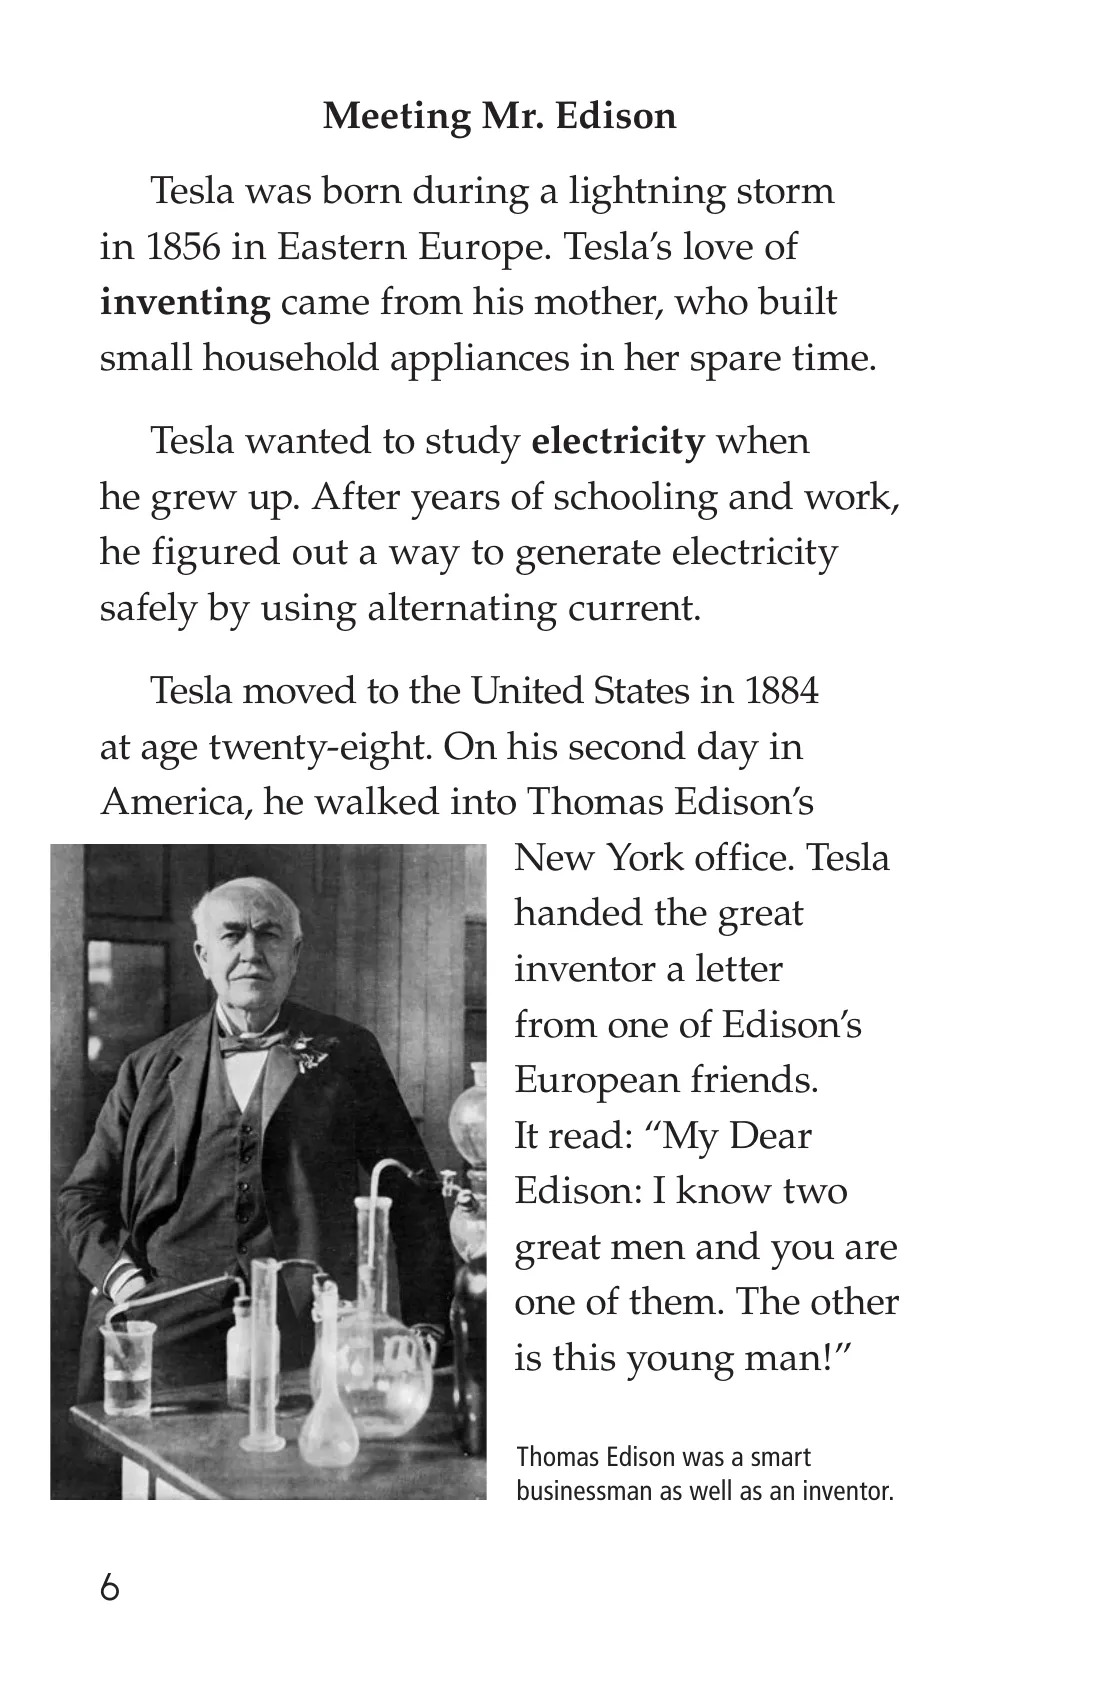 Meeting Mr. Edison
Tesla was born during a lightning storm
in 1856 in Eastern Europe. Tesla’s love of
inventing came from his mother, who built
small household appliances in her spare time.
Tesla wanted to study electricity when
he grew up. After years of schooling and work,
he figured out a way to generate electricity
safely by using alternating current.
Tesla moved to the United States in 1884
at age twenty-eight. On his second day in
America, he walked into Thomas Edison’s
New York office. Tesla
handed the great
inventor a letter
from one of Edison’s
European friends.
It read: “My Dear
Edison: I know two
great men and you are
one of them. The other
is this young man!”
Thomas Edison was a smart
businessman as well as an inventor.
6